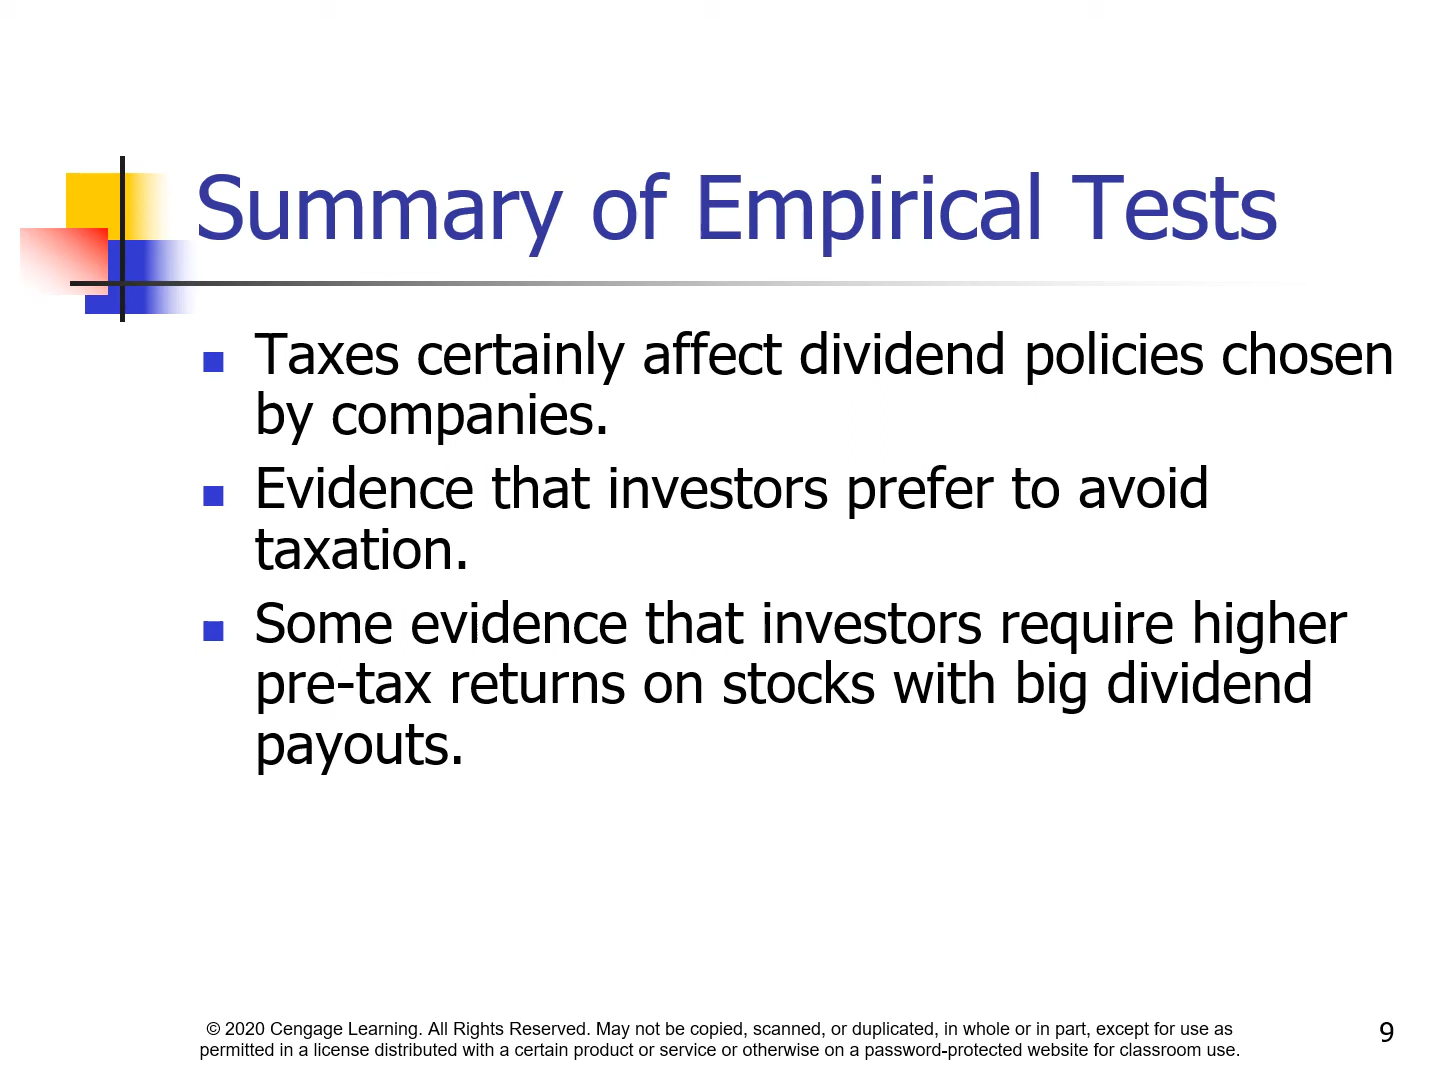 Summary of Empirical Tests
Taxes certainly affect dividend policies chosen
by companies.
Evidence that investors prefer to avoid
taxation.
Some evidence that investors require higher
pre-tax returns on stocks with big dividend
payouts.
© 2020 Cengage Learning. All Rights Reserved. May not be copied, scanned, or duplicated, in whole or in part, except for use as
permitted in a license distributed with a certain product or service or otherwise on a password-protected website for classroom use.
9